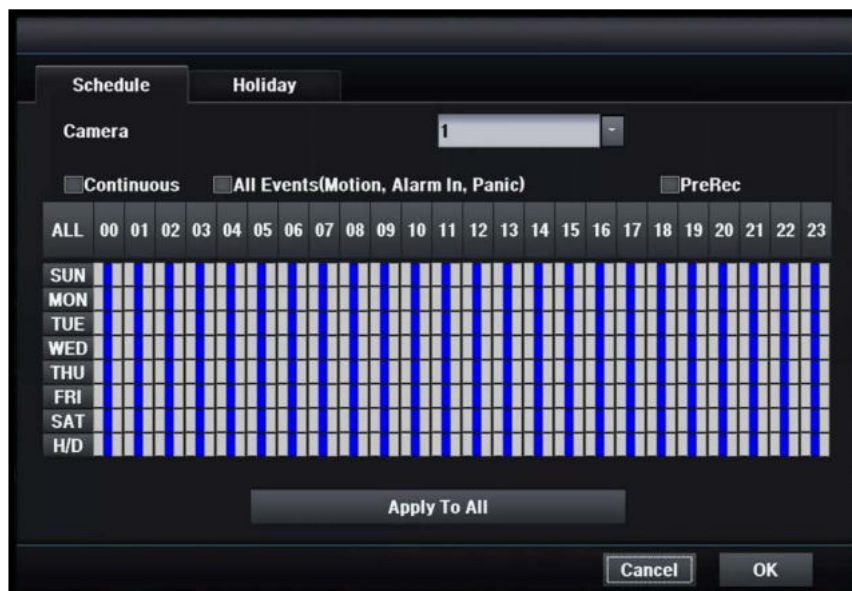 Schedule Holiday
Camera 1
Continuous All Events(Motion, Alarm In, Panic) PreRec
ALL 00 01 02 03 04 05 06 07 08 09 10 11 12 13 14 15 16 17 18 19 20 21 22 23
SUN
MON
TUE
WED
THU
FRI
SAT
H/D
Apply To All
Cancel OK